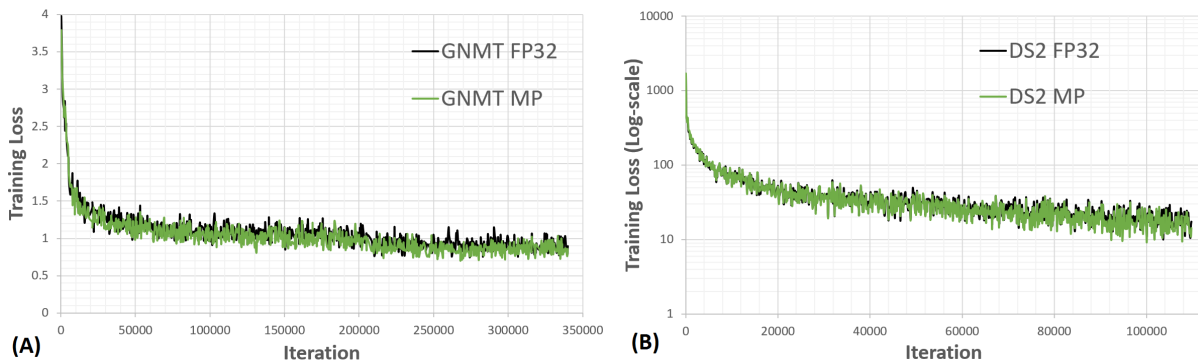 4
3.5
3
2.5
2
1.5
1
0.5
0
Training Loss
GNMT FP32
GNMT MP
0 50000 100000 150000 200000 250000 300000 350000
Iteration
(A)
10000
1000
100
10
1
Training Loss (Log-scale)
DS2 FP32
DS2 MP
0 20000 40000 60000 80000 100000
Iteration
(B)